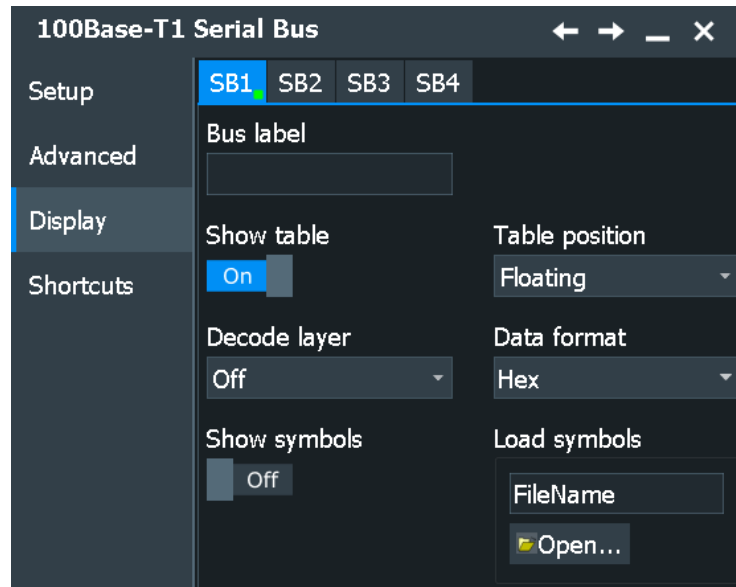 100Base-T1 Serial Bus
Setup
Advanced
Display
Shortcuts
SB1 SB2 SB3 SB4
Bus label
Show table Table position
On Floating
Decode layer Data format
Off Hex
Show symbols Load symbols
Off FileName
Open...